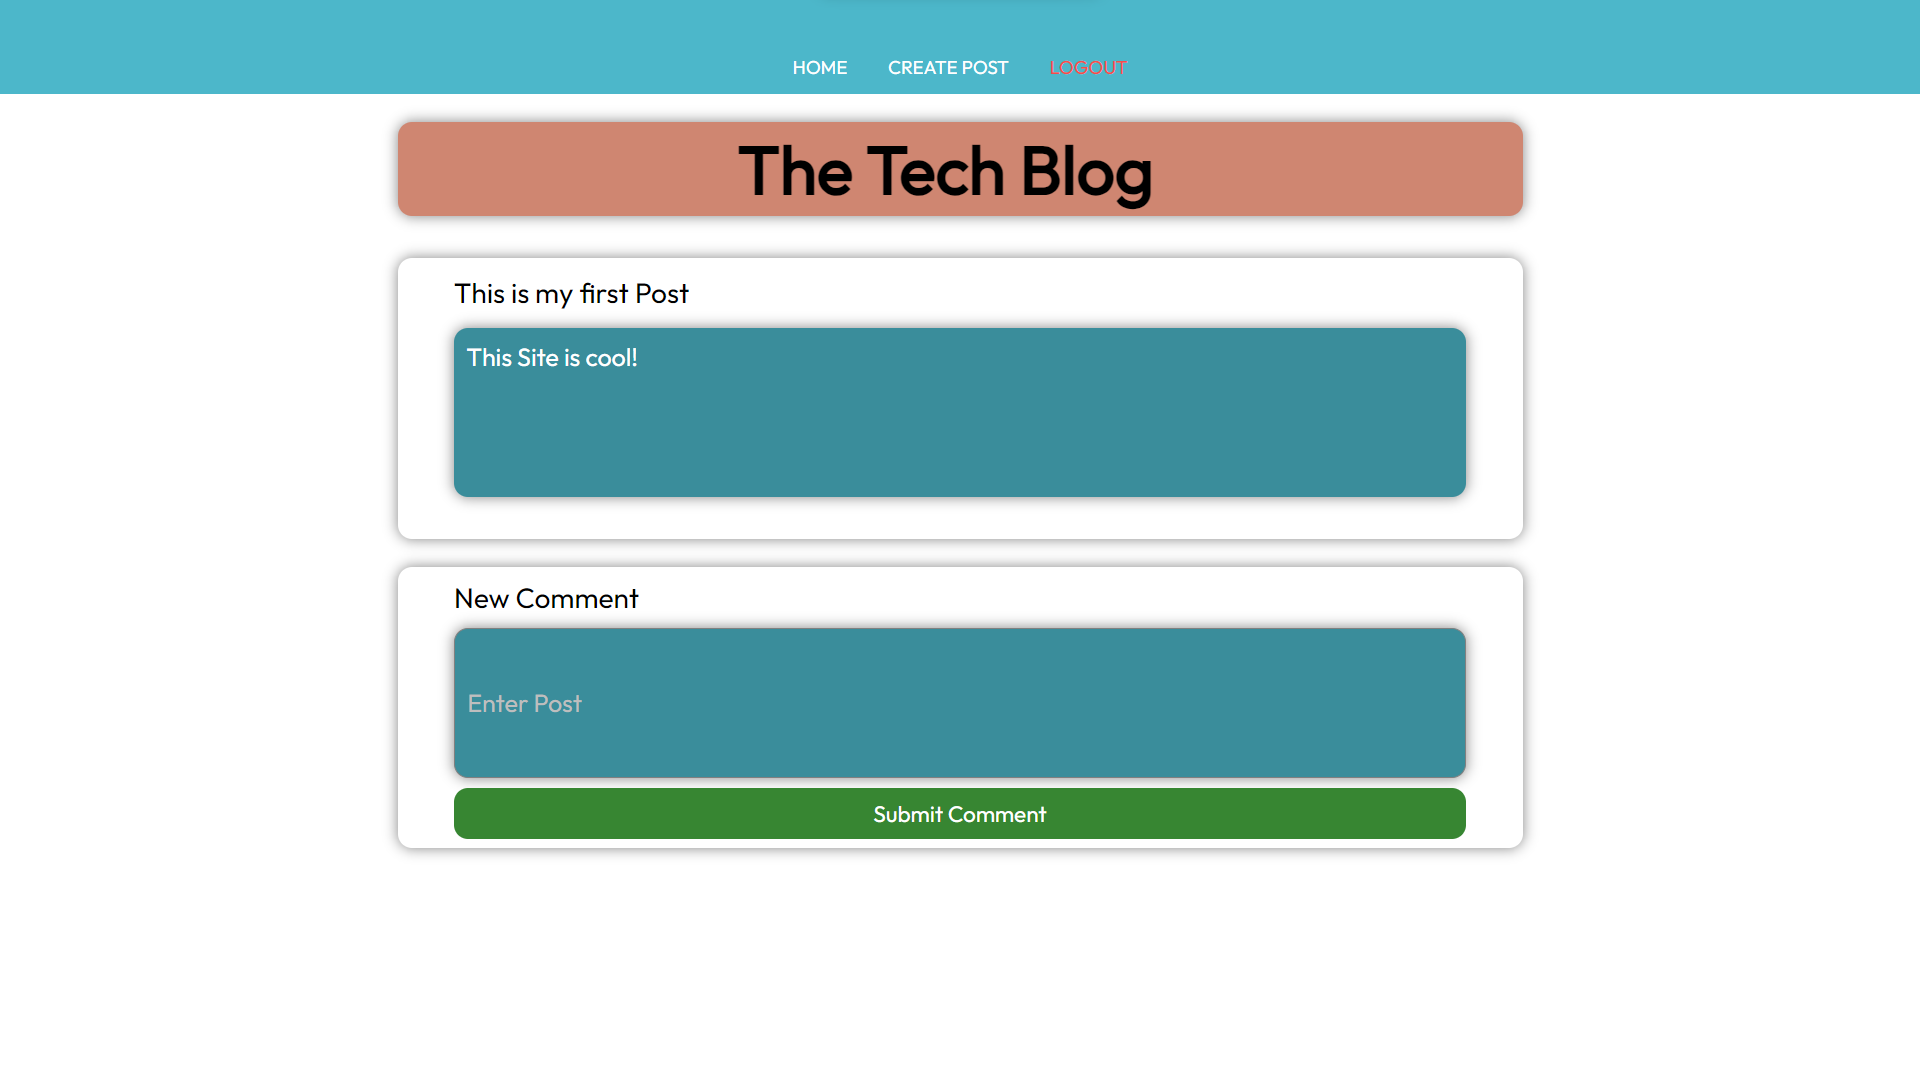 HOME CREATE POST LOGOUT
The Tech Blog
This is my first Post
This Site is cool!
New Comment
Enter Post
Submit Comment